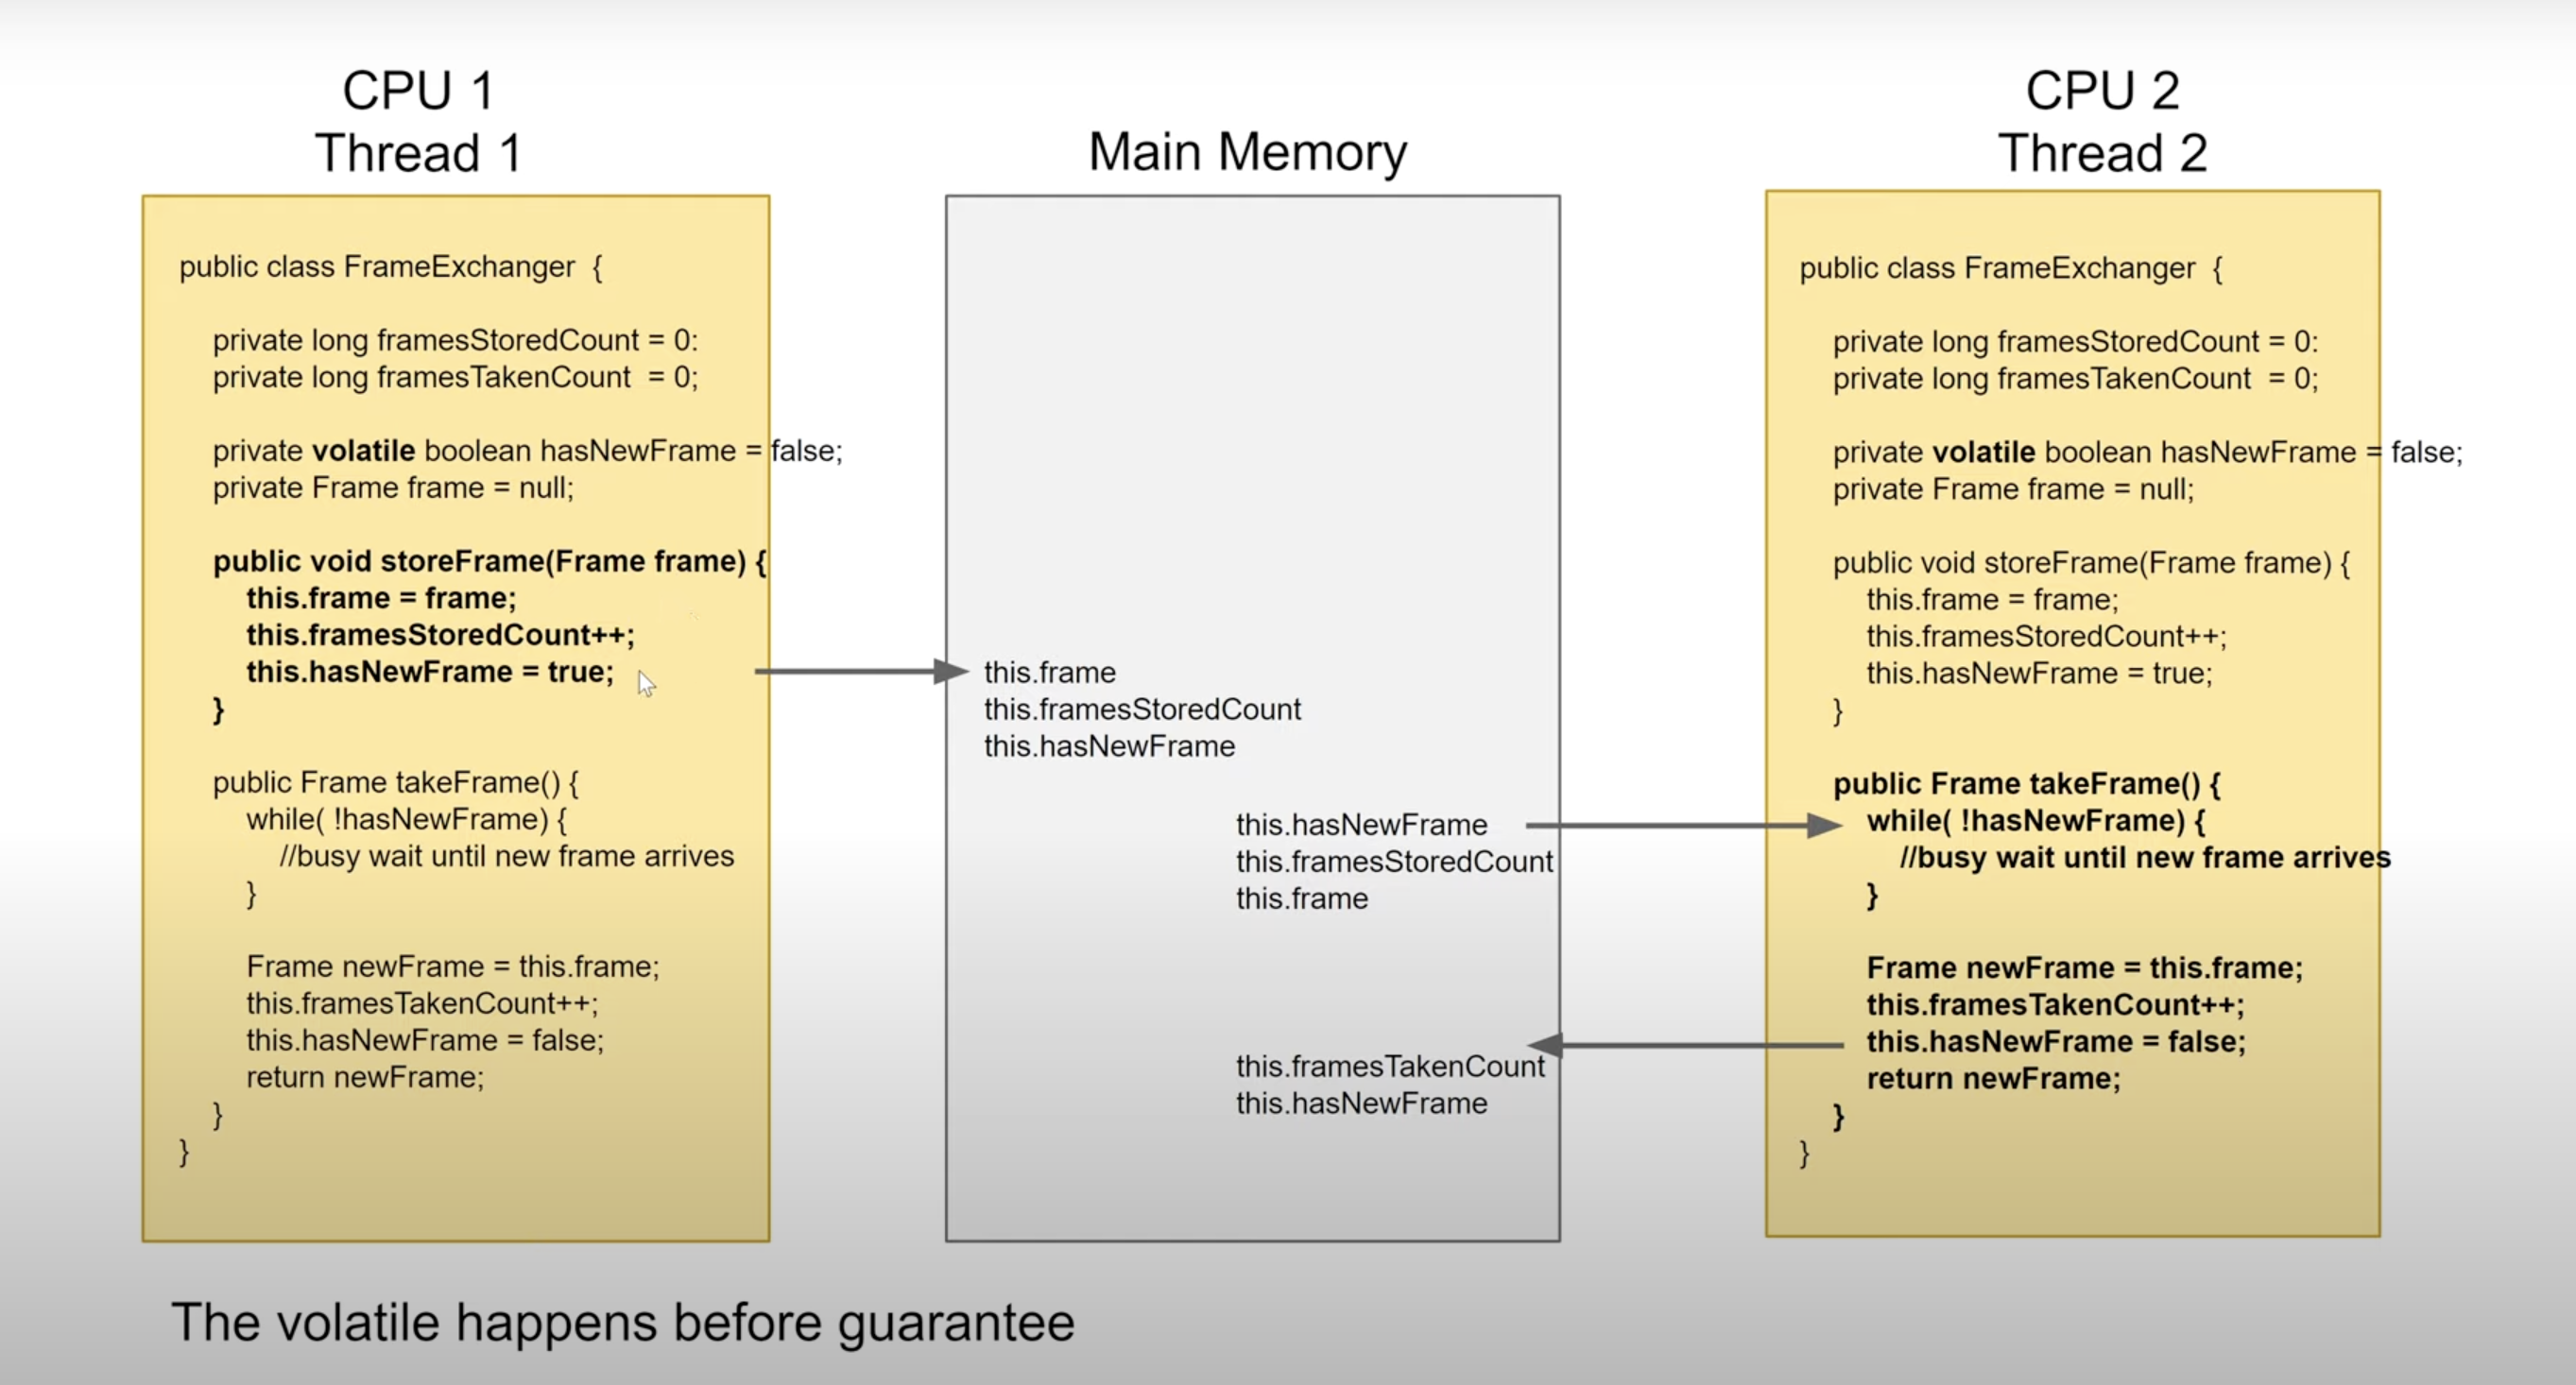 CPU 1
Thread 1
public class FrameExchanger {
private long framesStoredCount = 0:
private long framesTakenCount = 0;
private volatile boolean hasNewFrame = false;
private Frame frame = null;
public void storeFrame(Frame frame) {
this.frame = frame;
this.framesStoredCount++;
this.hasNewFrame = true;
}
public Frame takeFrame() {
while( !hasNewFrame) {
//busy wait until new frame arrives
}
Frame newFrame = this.frame;
this.framesTakenCount++;
this.hasNewFrame = false;
return newFrame;
}
}
Main Memory
this.frame
this.framesStoredCount
this.hasNewFrame
this.hasNewFrame
this.framesStoredCount
this.frame
this.framesTakenCount
this.hasNewFrame
CPU 2
Thread 2
public class FrameExchanger {
private long framesStoredCount = 0:
private long framesTakenCount = 0;
private volatile boolean hasNewFrame = false;
private Frame frame = null;
public void storeFrame(Frame frame) {
this.frame = frame;
this.framesStoredCount++;
this.hasNewFrame = true;
}
public Frame takeFrame() {
while( !hasNewFrame) {
//busy wait until new frame arrives
}
Frame newFrame = this.frame;
this.framesTakenCount++;
this.hasNewFrame = false;
return newFrame;
}
}
The volatile happens before guarantee